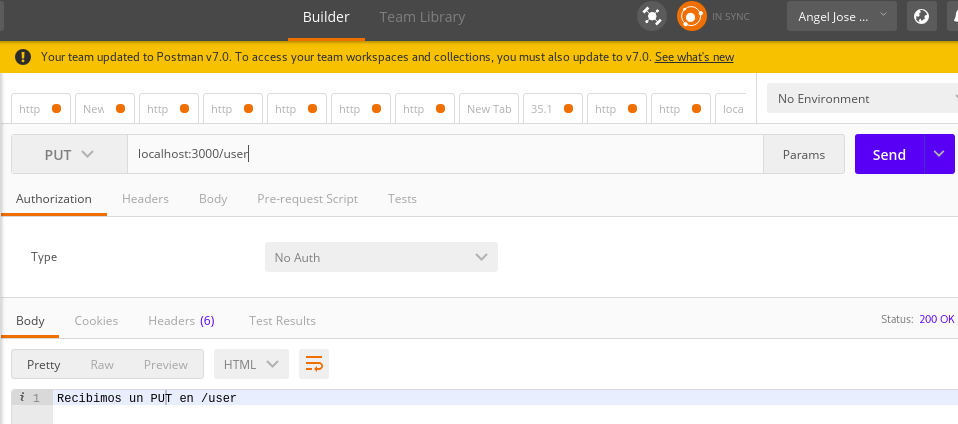 Builder Team Library IN SYNC Angel Jose ...
Your team updated to Postman v7.0. To access your team workspaces and collections, you must also update to v7.0. See what's new
http New http http http http http New Tab 35.1 http http loca No Environment
PUT localhost:3000/user Params Send
Authorization Headers Body Pre-request Script Tests
Type No Auth
Body Cookies Headers (6) Test Results Status: 200 OK
Pretty Raw Preview HTML
i 1 Recibimos un PUT en /user